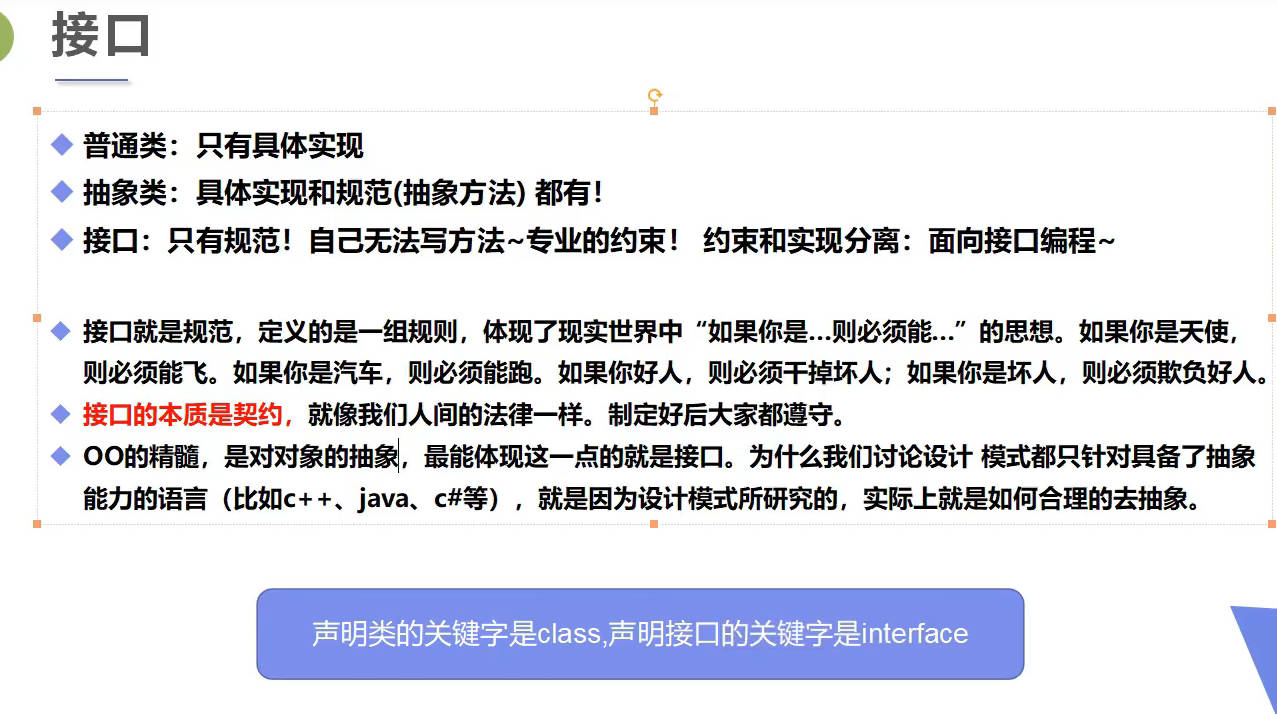 接口
普通类：只有具体实现
抽象类：具体实现和规范(抽象方法) 都有！
接口：只有规范！自己无法写方法~专业的约束！ 约束和实现分离：面向接口编程~
接口就是规范，定义的是一组规则，体现了现实世界中“如果你是...则必须能...”的思想。如果你是天使，
则必须能飞。如果你是汽车，则必须能跑。如果你好人，则必须干掉坏人；如果你是坏人，则必须欺负好人。
接口的本质是契约，就像我们人间的法律一样。制定好后大家都遵守。
OO的精髓，是对对象的抽象，最能体现这一点的就是接口。为什么我们讨论设计 模式都只针对具备了抽象
能力的语言（比如c++、java、c#等），就是因为设计模式所研究的，实际上就是如何合理的去抽象。
声明类的关键字是class,声明接口的关键字是interface